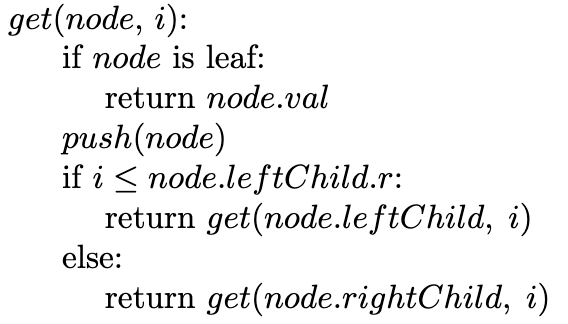 get(node, i):
if node is leaf:
return node.val
push(node)
if i ≤ node.leftChild.r:
return get(node.leftChild, i)
else:
return get(node.rightChild, i)